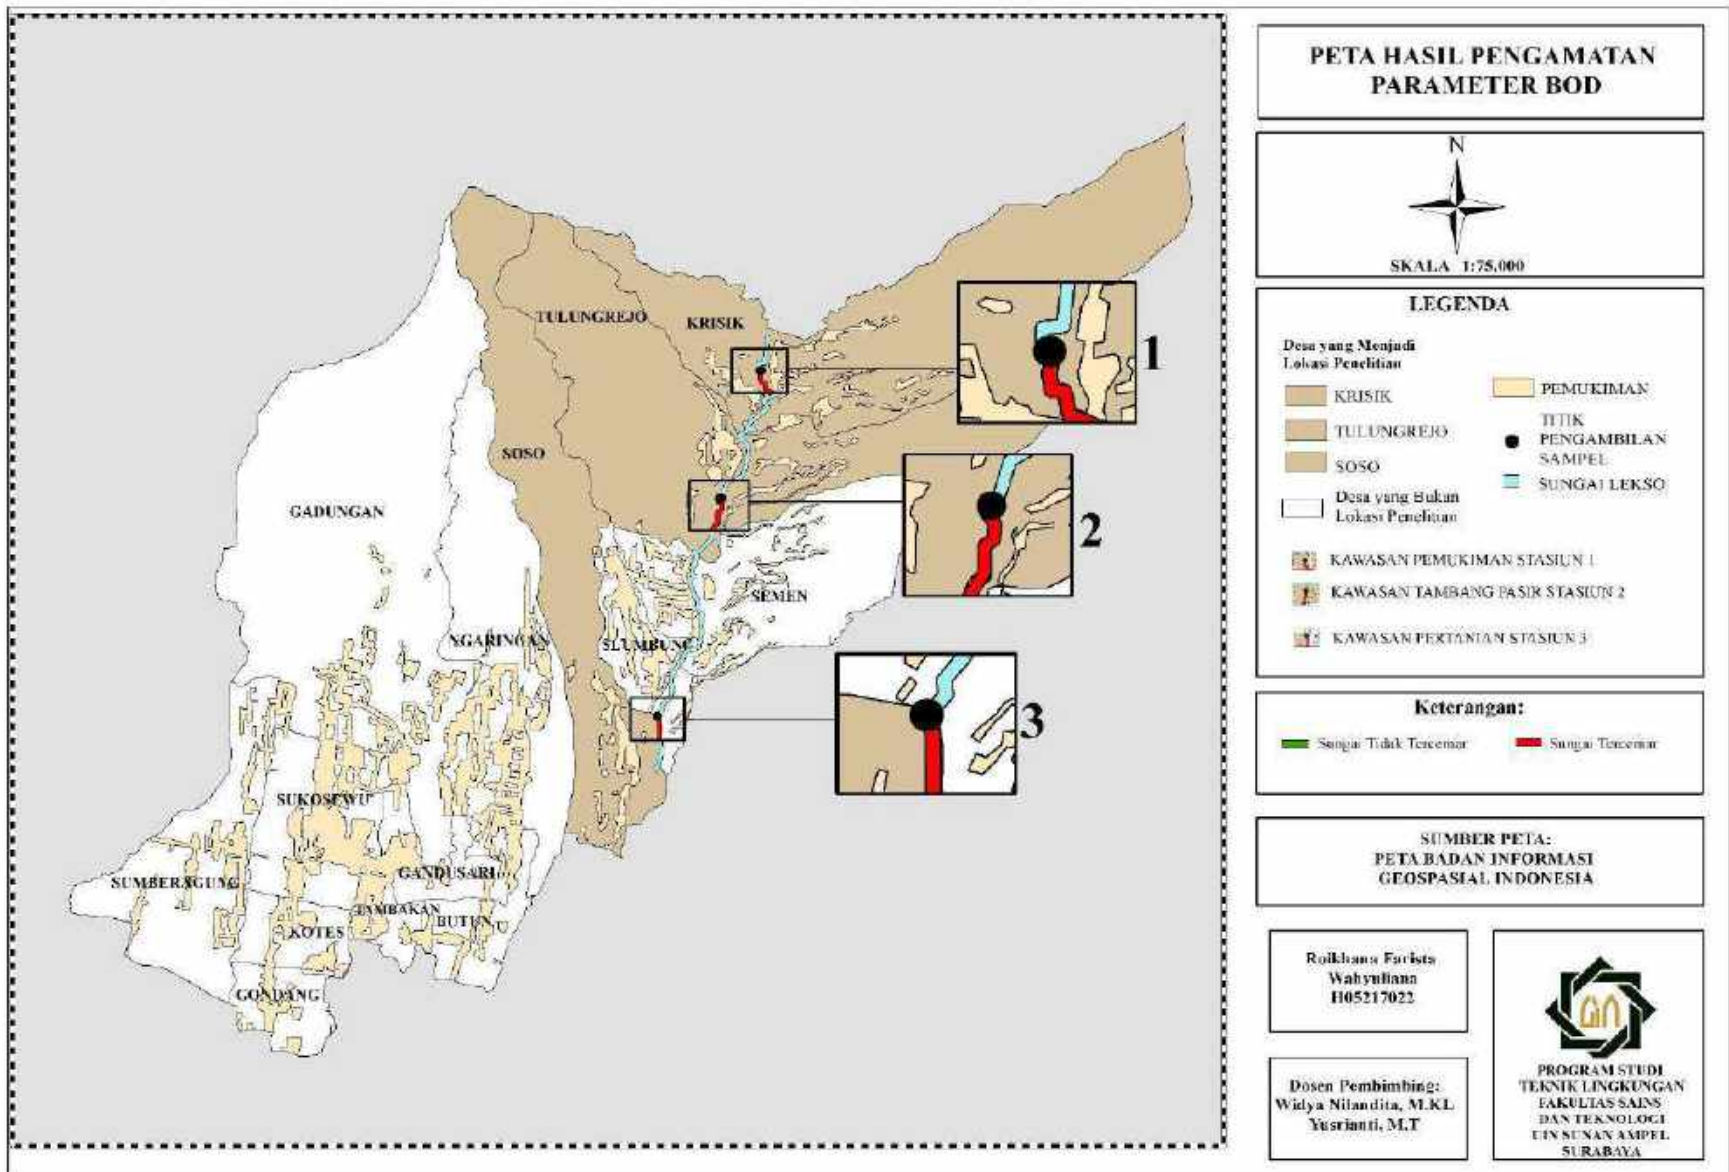 PETA HASIL PENGAMATAN
PARAMETER BOD
N
SKALA 1:75.000
LEGENDA
Desa yang Menjadi
Lokasi Penelitian
KRISIK
TULUNGREJO
SOSO
Desa yang Bukan
Lokasi Penelitian
PEMUKIMAN
TITIK
PENGAMBILAN
SAMPEL
SUNGAI LEKSO
KAWASAN PEMUKIMAN STASIUN 1
KAWASAN TAMBANG PASIR STASIUN 2
KAWASAN PERTANIAN STASIUN 3
Keterangan:
Sungai Tidak Tercemar
Sungai Tercemar
SUMBER PETA:
PETA BADAN INFORMASI
GEOSPASIAL INDONESIA
Roikhana Farista
Wahyuliana
H05217022
Dosen Pembimbing:
Widya Nilandita, M.KL
Yusrianti, M.T
PROGRAM STUDI
TEKNIK LINGKUNGAN
FAKULTAS SAINS
DAN TEKNOLOGI
UIN SUNAN AMPEL
SURABAYA
TULUNGREJO
KRISIK
1
SOSO
GADUNGAN
2
SEMEN
NGARINGAN
SLUMBUNG
3
SUKOSEWU
SUMBERAGUNG
GANDUSARI
TAMBAKAN
BUTUN
KOTES
GONDANG